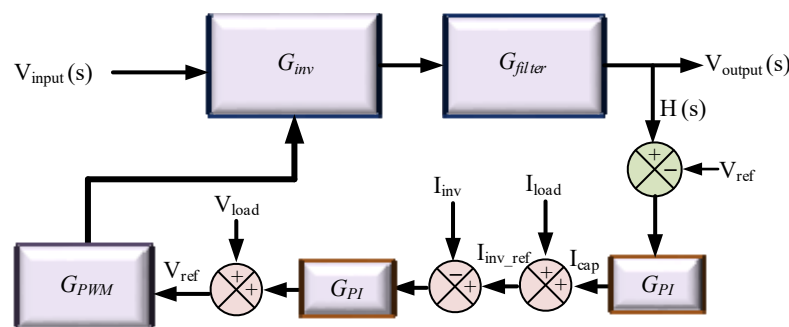 V_input (s)
G_inv
G_filter
V_output (s)
H (s)
+
−
V_ref
G_PI
I_cap
I_load
+
+
I_inv_ref
I_inv
−
+
G_PI
V_load
+
+
V_ref
G_PWM